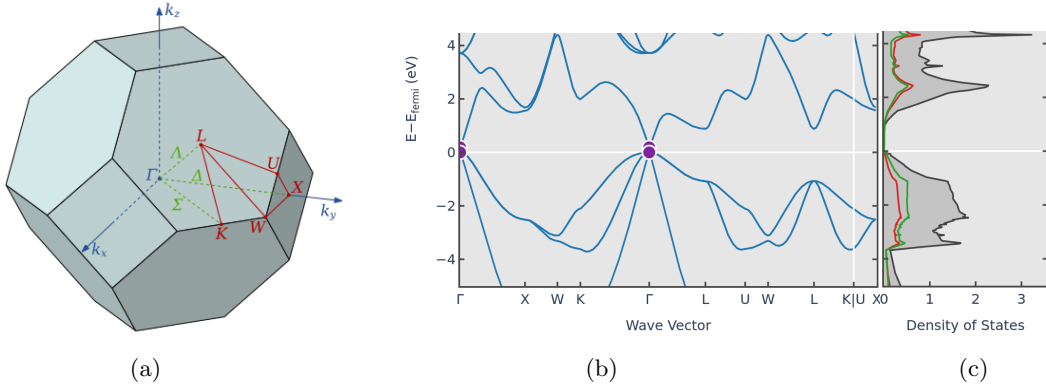 k_z
L
Λ
U
Γ
Δ
X
Σ
k_y
K
W
k_x
(a)
E−E_fermi (eV)
4
2
0
−2
−4
Γ X W K Γ L U W L K|U X
Wave Vector
(b)
0 1 2 3
Density of States
(c)